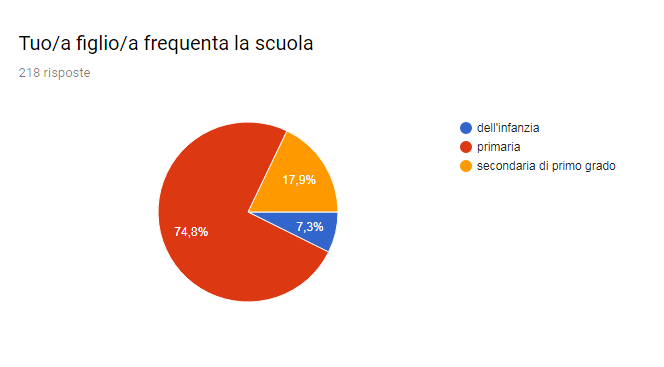 Tuo/a figlio/a frequenta la scuola
218 risposte
dell'infanzia
primaria
secondaria di primo grado
17,9%
7,3%
74,8%